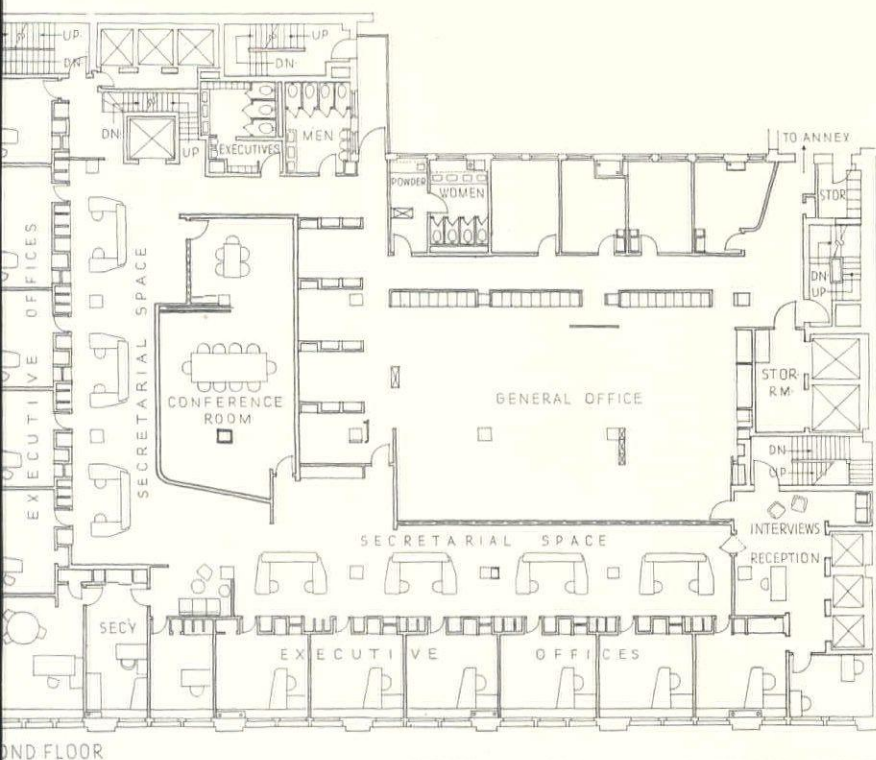 UP
DN
UP
DN
DN
UP
EXECUTIVES
MEN
TO ANNEX
POWDER
WOMEN
STOR
DN
UP
EXECUTIVE OFFICES
SECRETARIAL SPACE
CONFERENCE
ROOM
GENERAL OFFICE
STOR.
RM.
DN
UP
INTERVIEWS
RECEPTION
SECRETARIAL SPACE
SECY
EXECUTIVE OFFICES
OND FLOOR